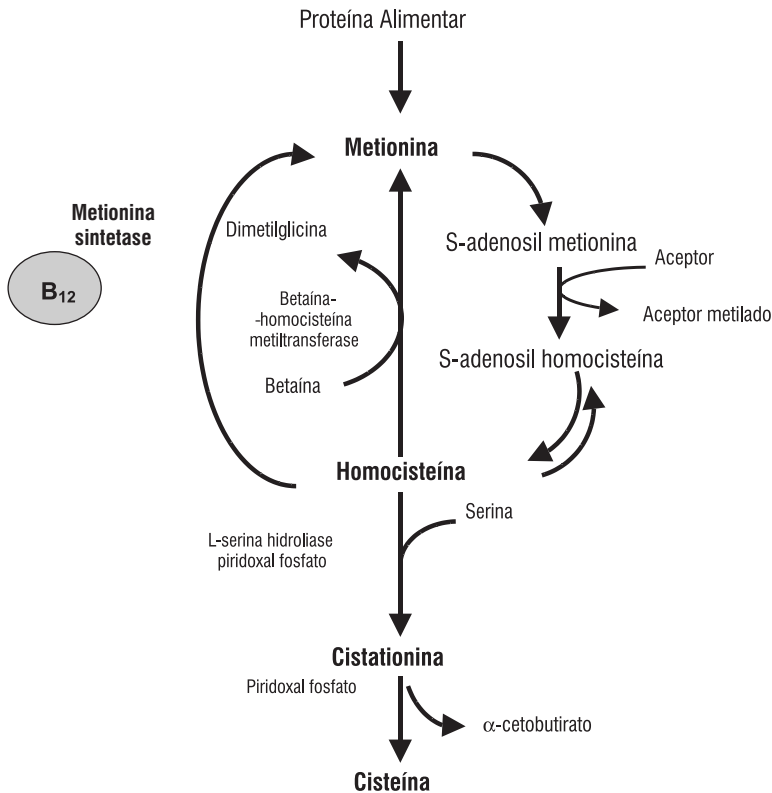 Proteína Alimentar
Metionina
Metionina
sintetase
B12
Dimetilglicina
Betaína-
-homocisteína
metiltransferase
Betaína
S-adenosil metionina
Aceptor
Aceptor metilado
S-adenosil homocisteína
Homocisteína
Serina
L-serina hidroliase
piridoxal fosfato
Cistationina
Piridoxal fosfato
α-cetobutirato
Cisteína